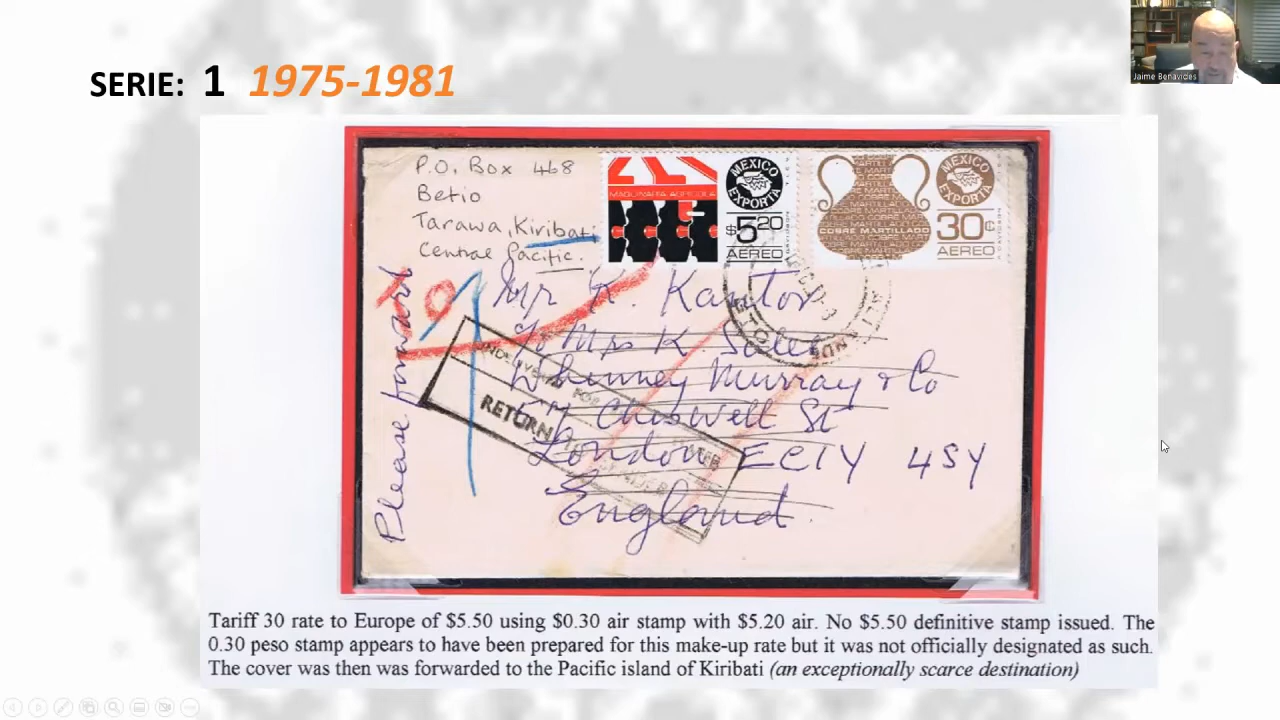 Jaime Benavides
SERIE: 1 1975-1981
P.O. Box 468
Betio
Tarawa, Kiribati
Central Pacific.
MAQUINARIA AGRICOLA
MEXICO
EXPORTA
$5²⁰
AEREO
COBRE MARTILLADO
MEXICO
EXPORTA
30¢
AEREO
Please forward
Mr K. Kantor
Mrs K.
Whinney Murray & Co
Chiswell St
London EC1Y 4SY
England.
RETURN
Tariff 30 rate to Europe of $5.50 using $0.30 air stamp with $5.20 air. No $5.50 definitive stamp issued. The
0.30 peso stamp appears to have been prepared for this make-up rate but it was not officially designated as such.
The cover was then was forwarded to the Pacific island of Kiribati (an exceptionally scarce destination)